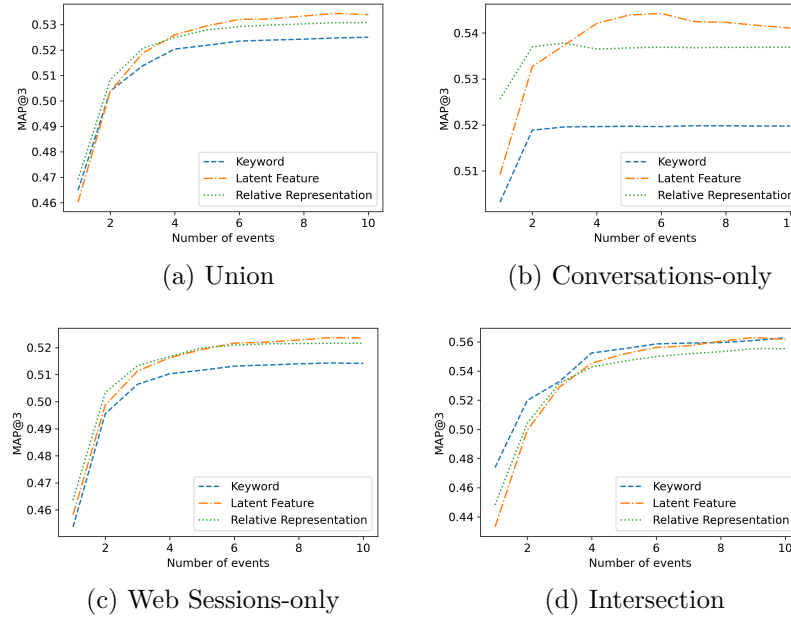 0.53
0.52
0.51
0.50
0.49
0.48
0.47
0.46
MAP@3
Keyword
Latent Feature
Relative Representation
2 4 6 8 10
Number of events
(a) Union
0.54
0.53
0.52
0.51
MAP@3
Keyword
Latent Feature
Relative Representation
2 4 6 8 10
Number of events
(b) Conversations-only
0.52
0.51
0.50
0.49
0.48
0.47
0.46
MAP@3
Keyword
Latent Feature
Relative Representation
2 4 6 8 10
Number of events
(c) Web Sessions-only
0.56
0.54
0.52
0.50
0.48
0.46
0.44
MAP@3
Keyword
Latent Feature
Relative Representation
2 4 6 8 10
Number of events
(d) Intersection